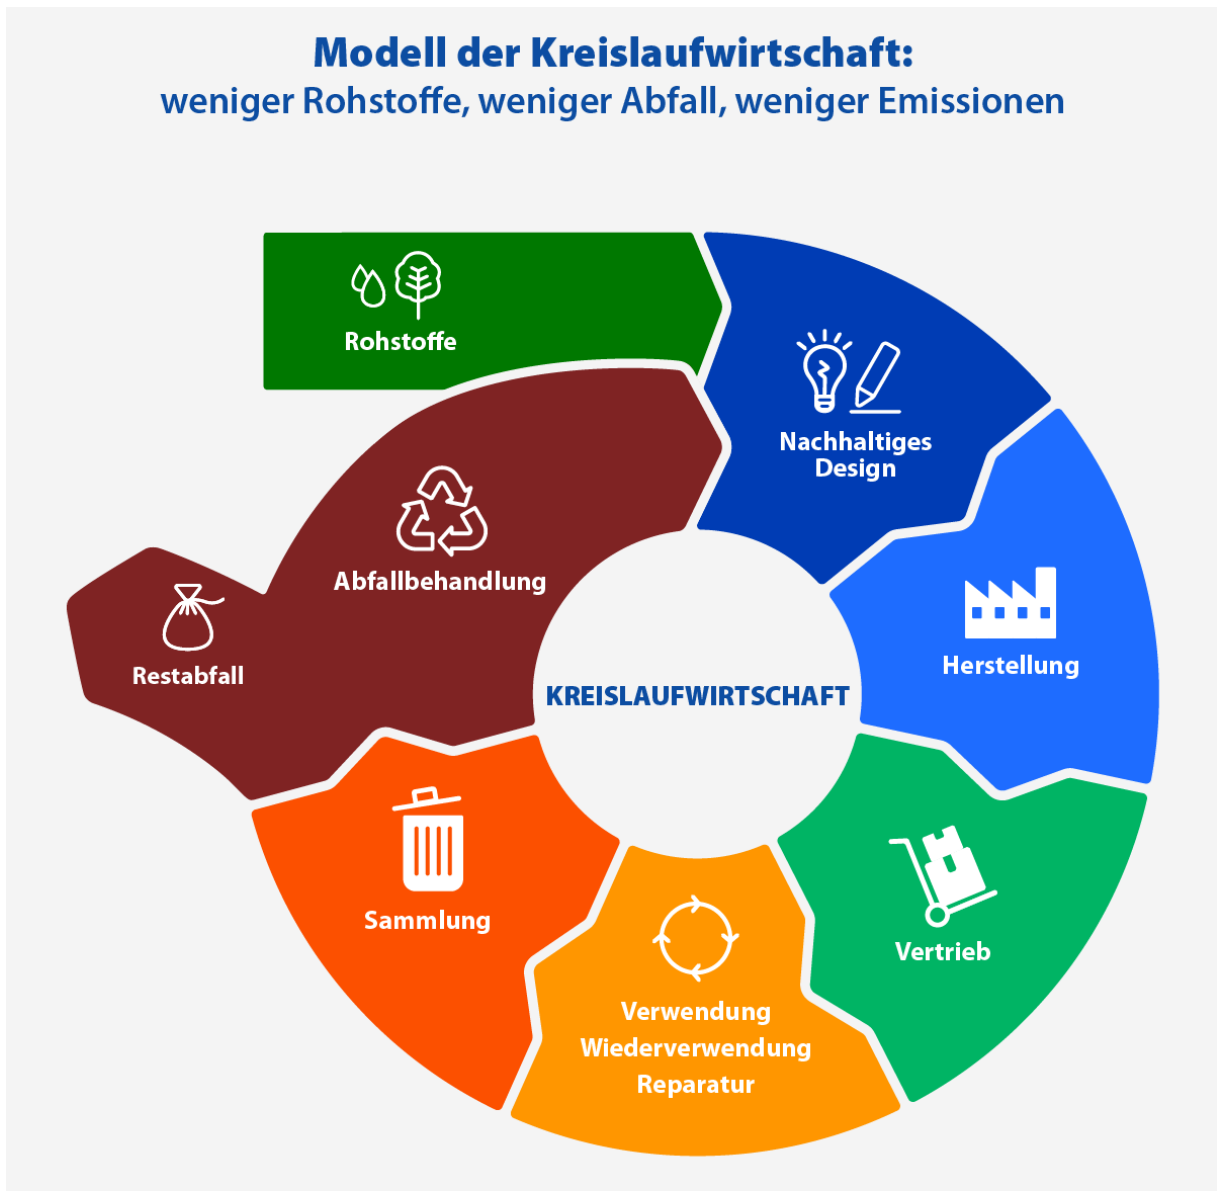 Modell der Kreislaufwirtschaft:
weniger Rohstoffe, weniger Abfall, weniger Emissionen
Rohstoffe
Nachhaltiges
Design
Herstellung
Vertrieb
Verwendung
Wiederverwendung
Reparatur
Sammlung
Abfallbehandlung
Restabfall
KREISLAUFWIRTSCHAFT